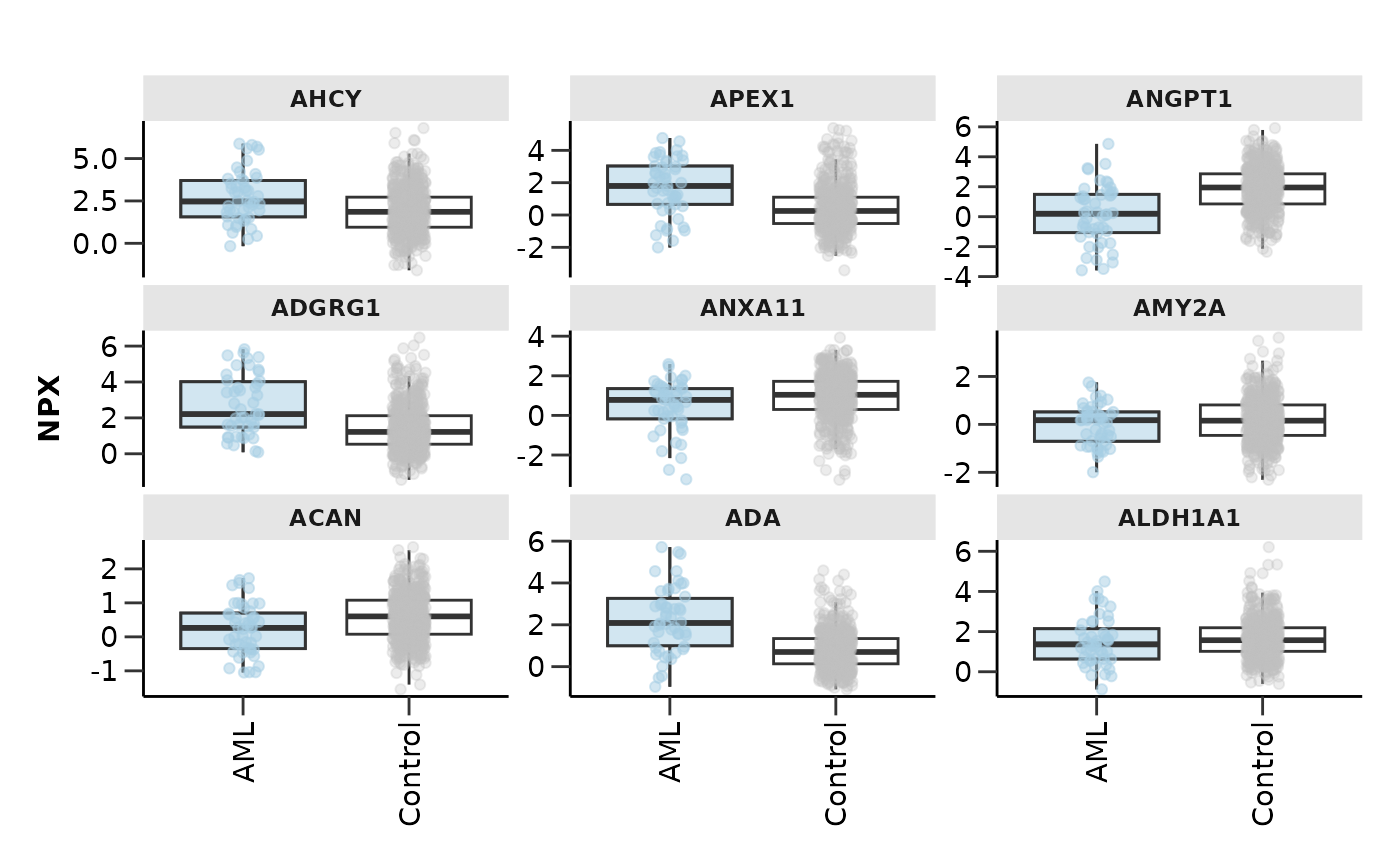 AHCY APEX1 ANGPT1
5.0 2.5 0.0
4 2 0 -2
6 4 2 0 -2 -4
ADGRG1 ANXA11 AMY2A
NPX
6 4 2 0
4 2 0 -2
2 0 -2
ACAN ADA ALDH1A1
2 1 0 -1
6 4 2 0
6 4 2 0
AML Control AML Control AML Control